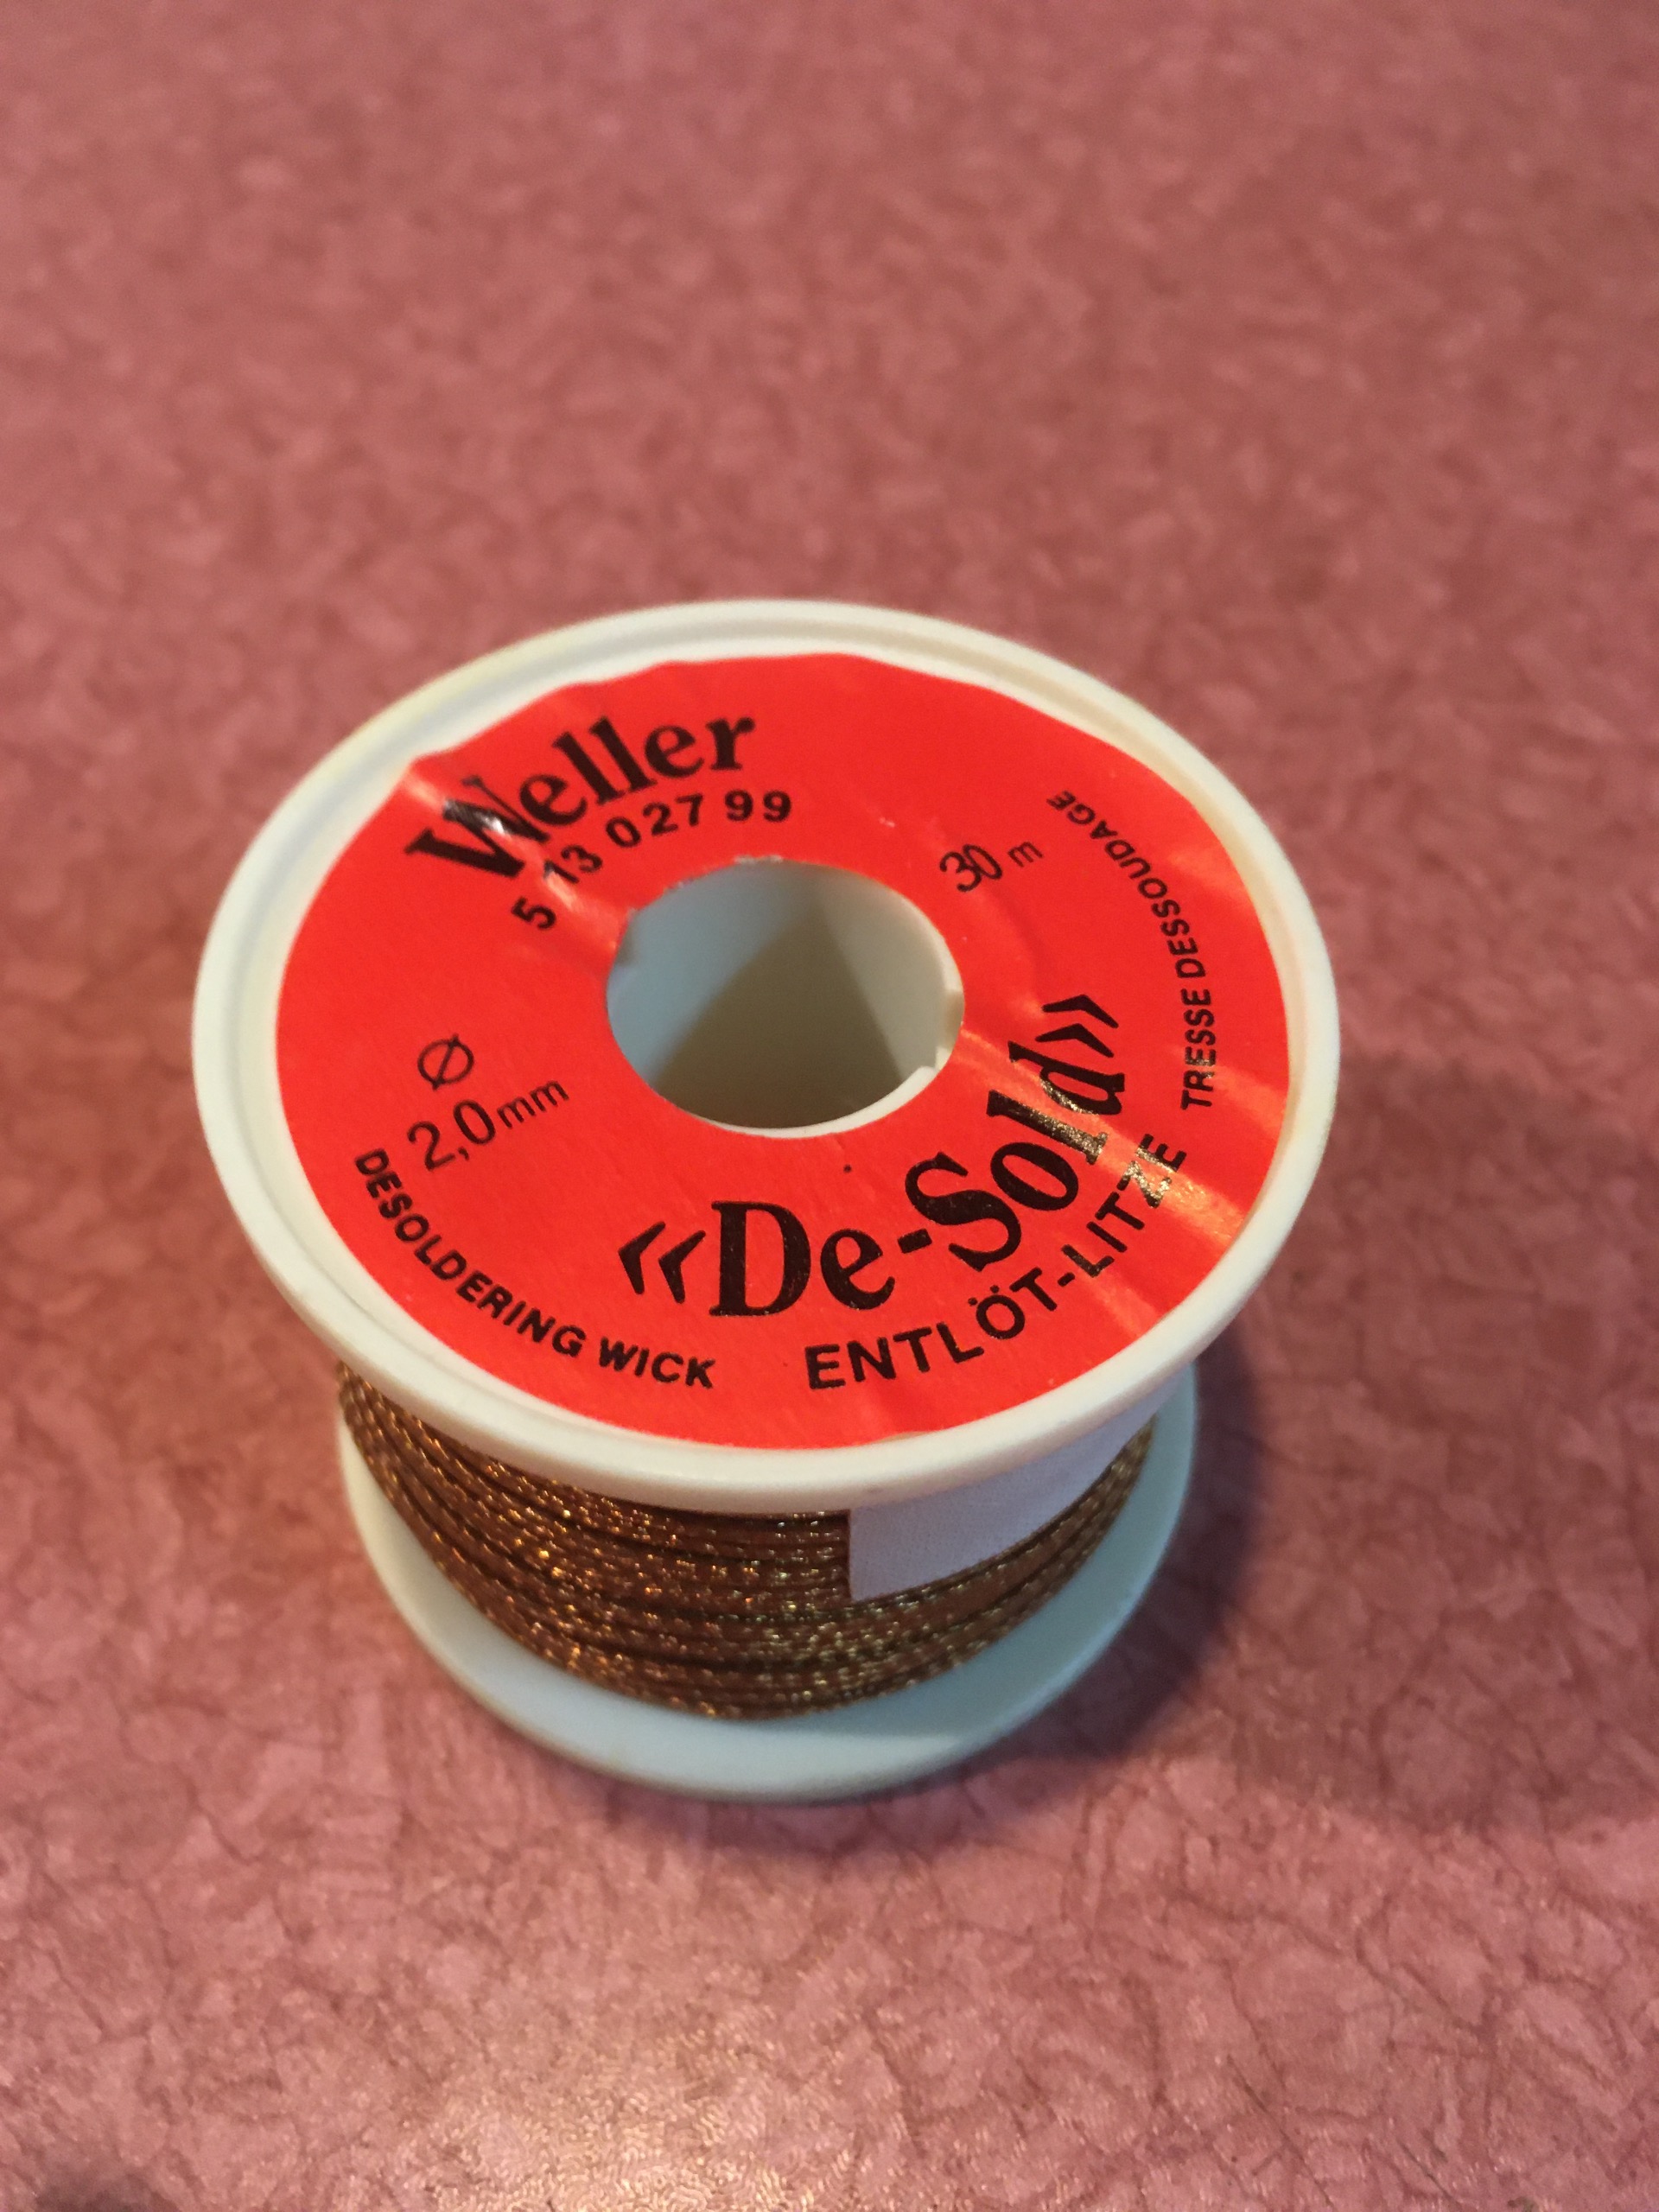 Weller
5 13 027 99
30 m
Ø
2,0mm
«De-Sold»
DESOLDERING WICK
ENTLÖT-LITZE
TRESSE DESSOUDAGE